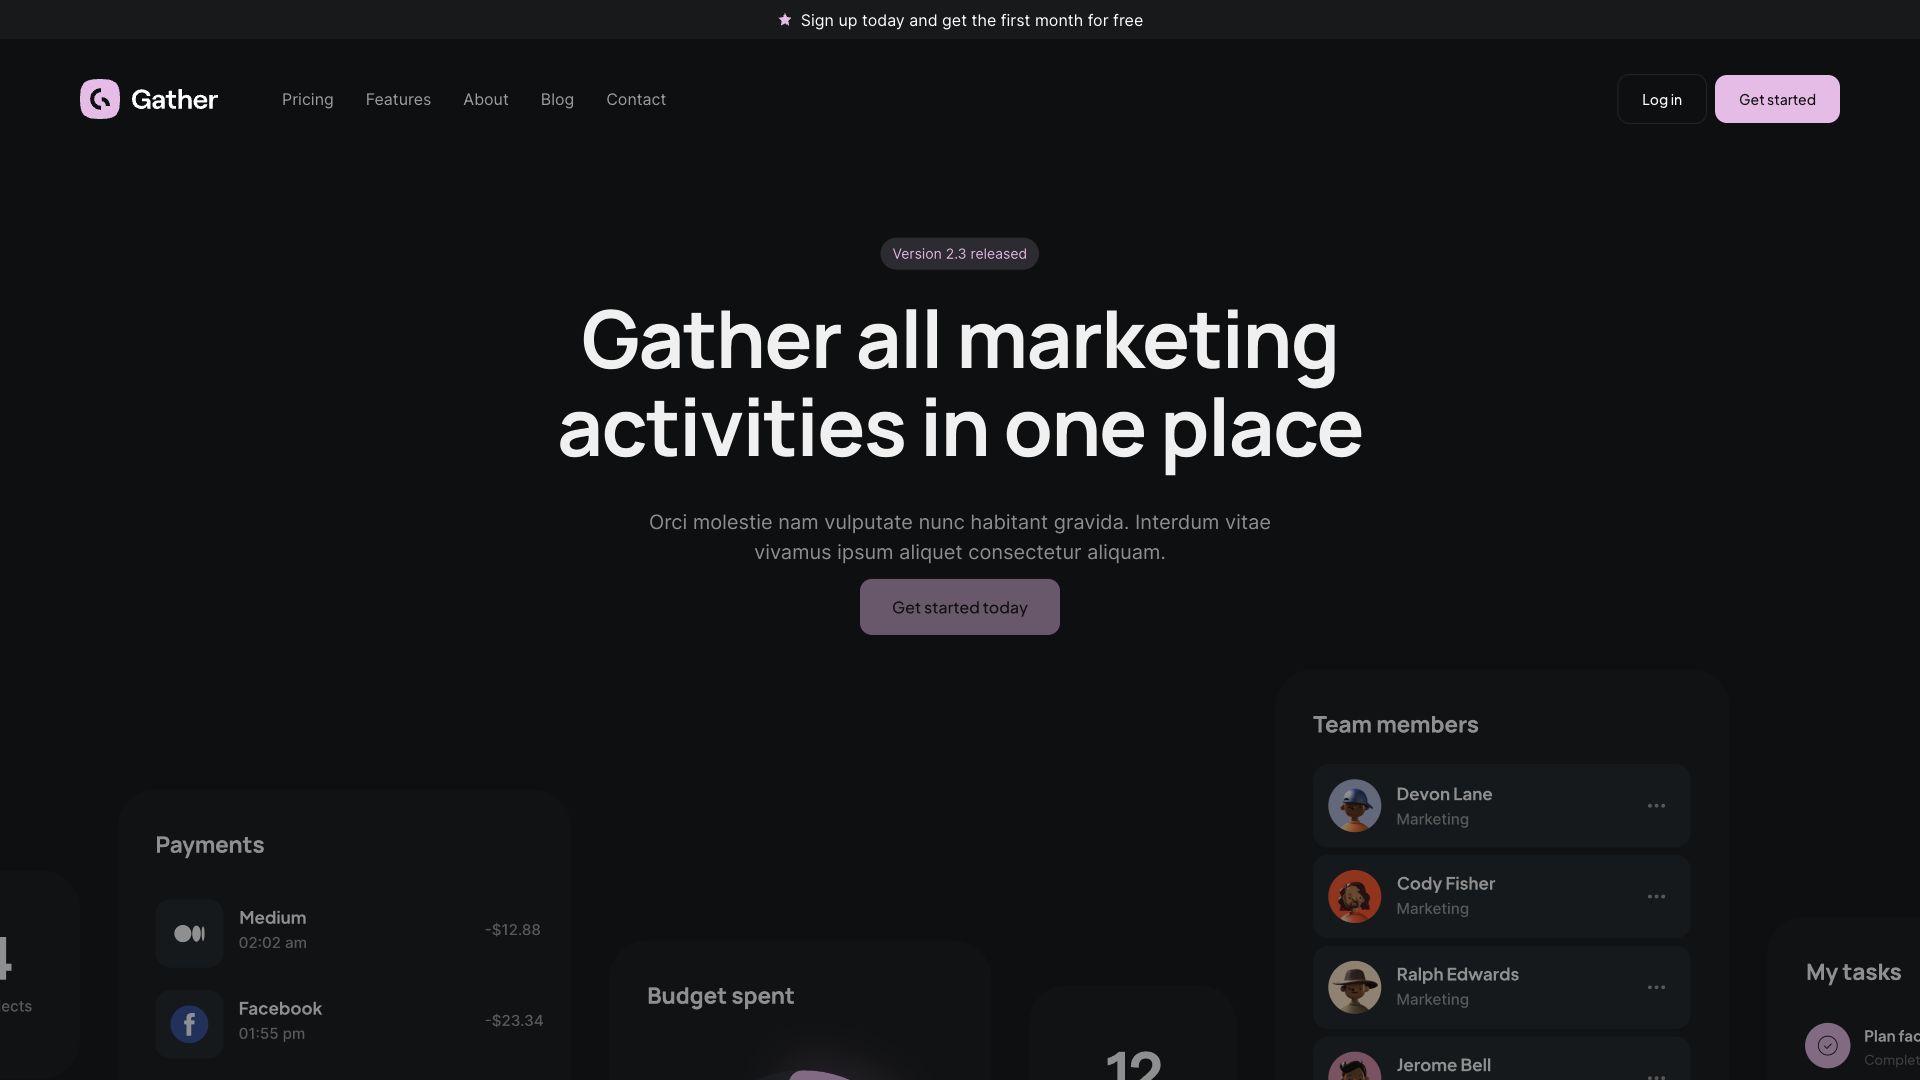 Sign up today and get the first month for free
Gather
Pricing
Features
About
Blog
Contact
Log in
Get started
Version 2.3 released
Gather all marketing
activities in one place
Orci molestie nam vulputate nunc habitant gravida. Interdum vitae
vivamus ipsum aliquet consectetur aliquam.
Get started today
4
Payments
Medium
02:02 am
-$12.88
Facebook
01:55 pm
-$23.34
Budget spent
12
Team members
Devon Lane
Marketing
Cody Fisher
Marketing
Ralph Edwards
Marketing
Jerome Bell
My tasks
Plan